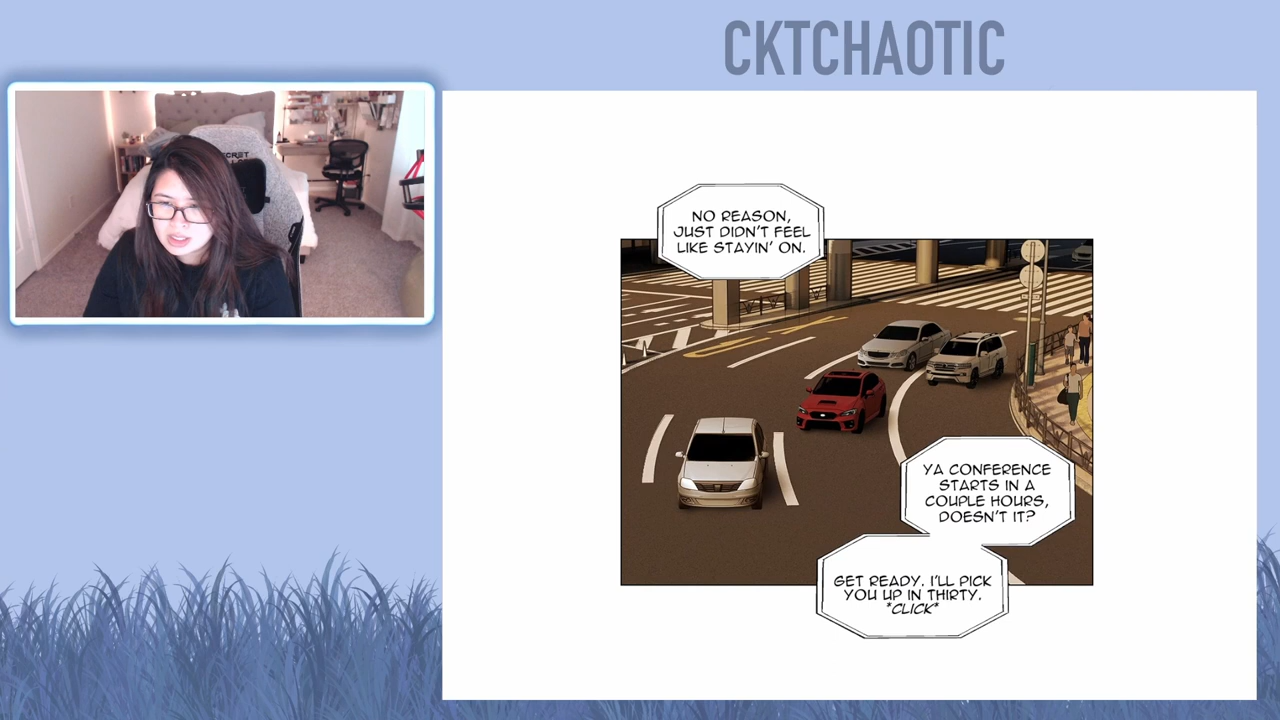 CKTCHAOTIC
NO REASON,
JUST DIDN'T FEEL
LIKE STAYIN' ON.
YA CONFERENCE
STARTS IN A
COUPLE HOURS,
DOESN'T IT?
GET READY. I'LL PICK
YOU UP IN THIRTY.
*CLICK*